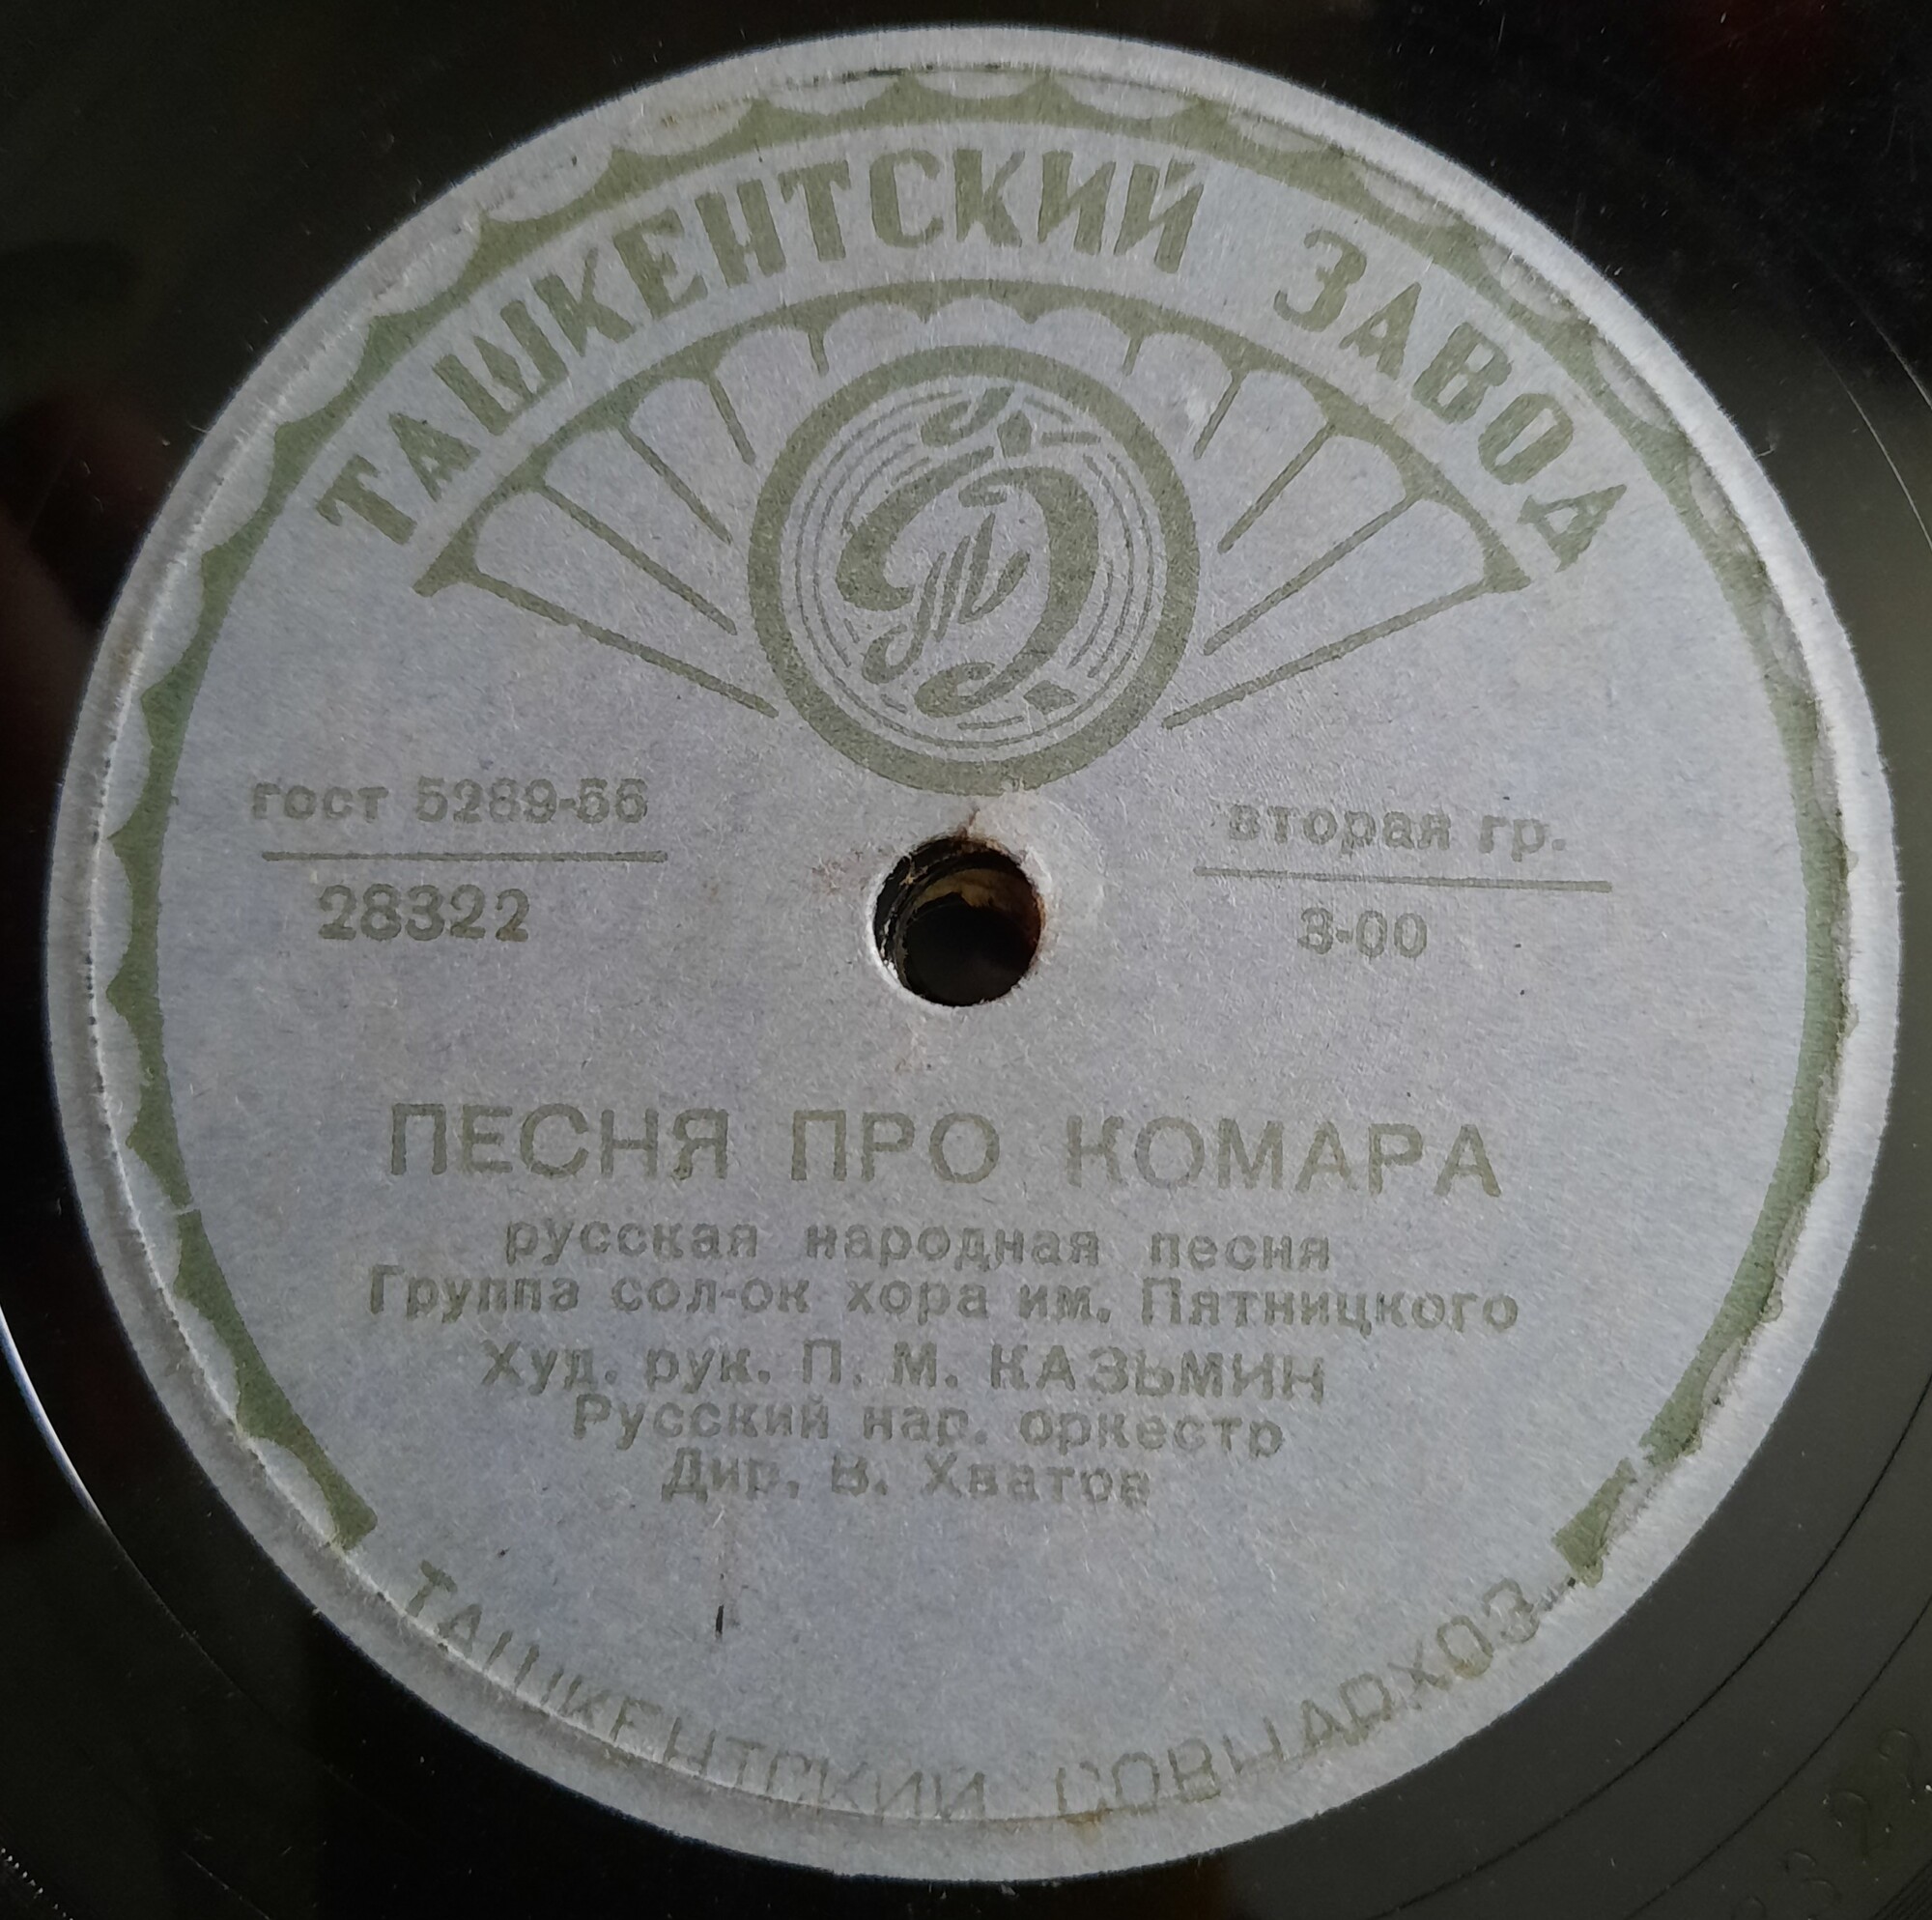 ТАШКЕНТСКИЙ ЗАВОД
гост 5289-56
28322
вторая гр.
3-00
ПЕСНЯ ПРО КОМАРА
русская народная песня
Группа сол-ок хора им. Пятницкого
Худ. рук. П. М. КАЗЬМИН
Русский нар. оркестр
Дир. В. Хватов
ТАШКЕНТСКИЙ СОВНАРХОЗ